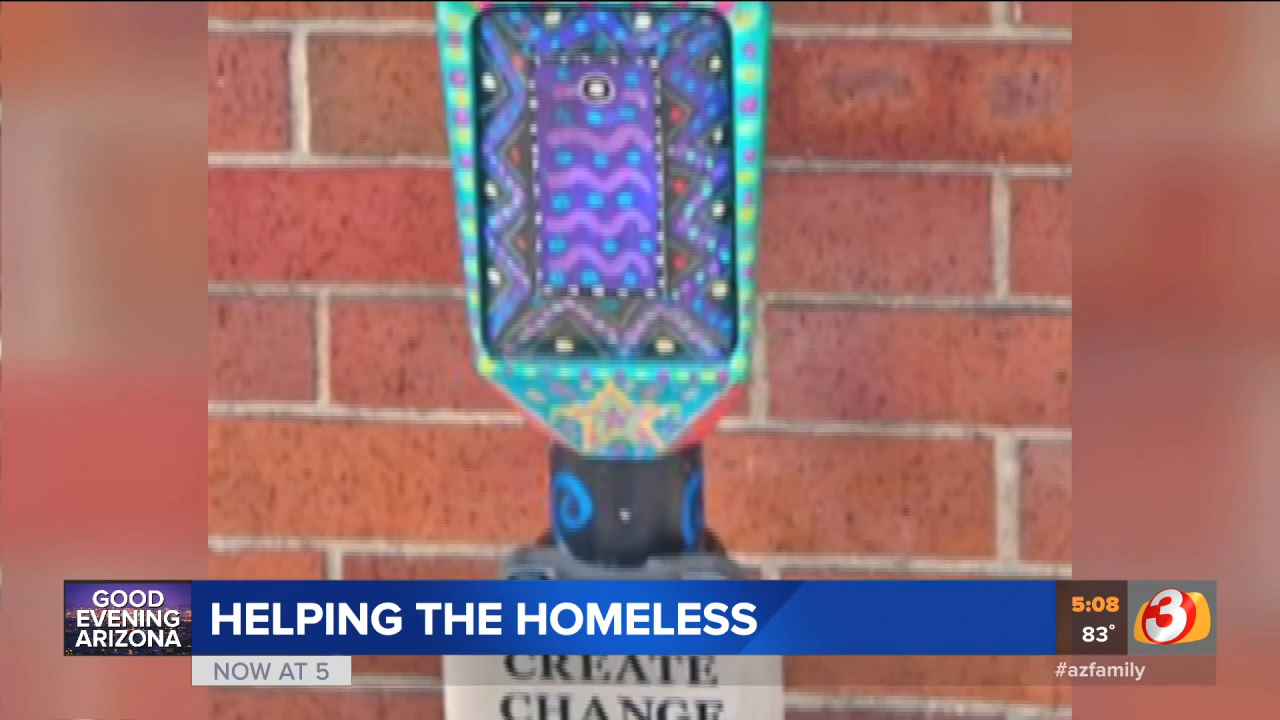 GOOD
EVENING
ARIZONA
HELPING THE HOMELESS
5:08
83°
3
NOW AT 5
#azfamily
CREATE
CHANGE